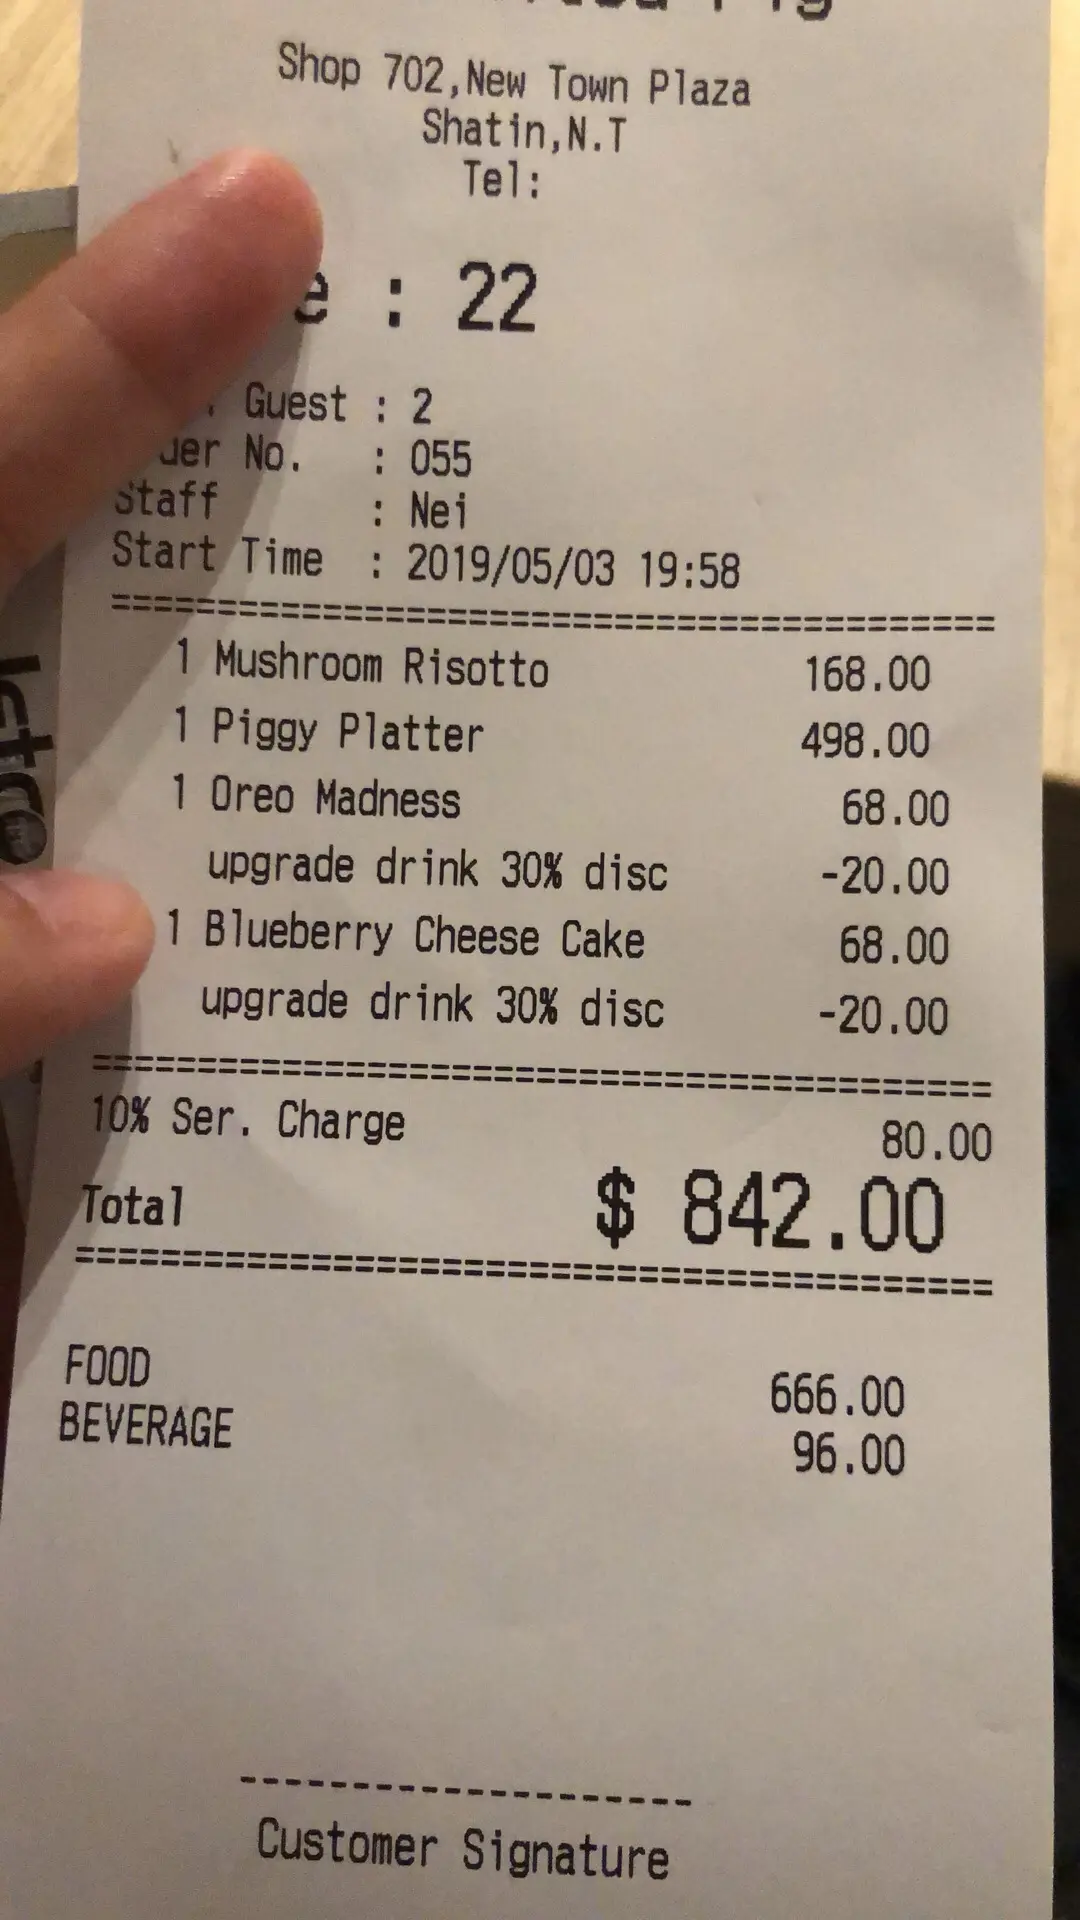 Shop 702,New Town Plaza
Shatin,N.T
Tel:
: 22
Guest : 2
No. : 055
Staff : Nei
Start Time : 2019/05/03 19:58
========================================
1 Mushroom Risotto 168.00
1 Piggy Platter 498.00
1 Oreo Madness 68.00
upgrade drink 30% disc -20.00
1 Blueberry Cheese Cake 68.00
upgrade drink 30% disc -20.00
========================================
10% Ser. Charge 80.00
Total $ 842.00
========================================
FOOD 666.00
BEVERAGE 96.00
--------------------
Customer Signature